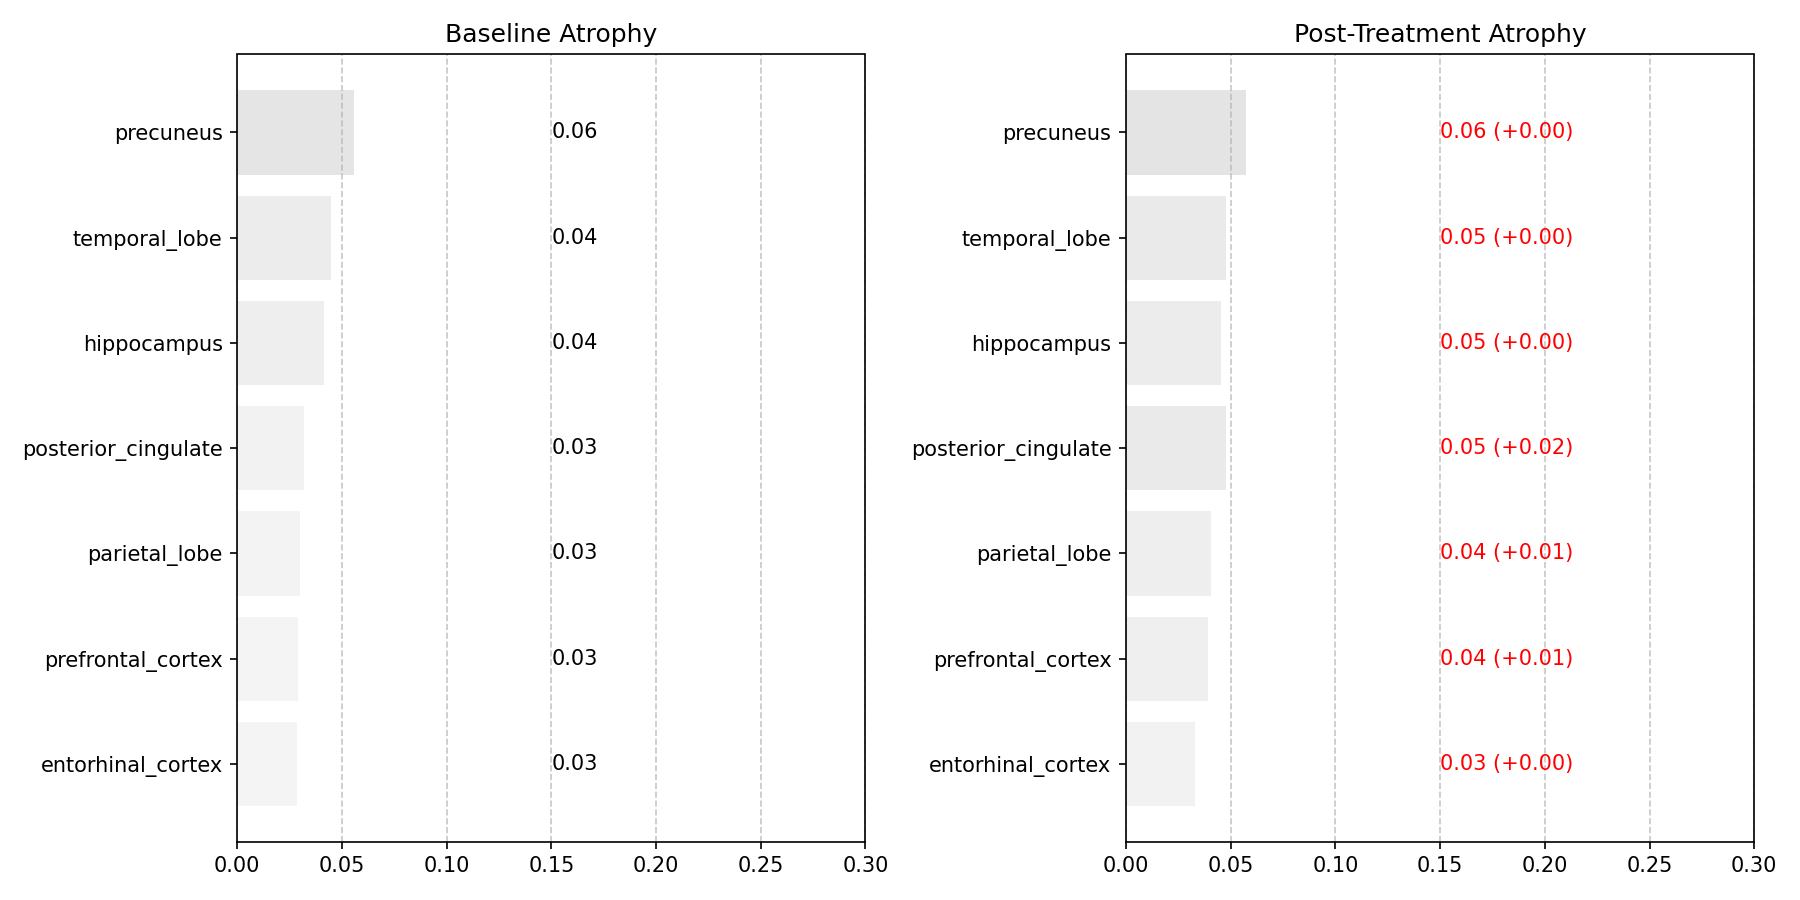 Baseline Atrophy
precuneus 0.06
temporal_lobe 0.04
hippocampus 0.04
posterior_cingulate 0.03
parietal_lobe 0.03
prefrontal_cortex 0.03
entorhinal_cortex 0.03
0.00 0.05 0.10 0.15 0.20 0.25 0.30
Post-Treatment Atrophy
precuneus 0.06 (+0.00)
temporal_lobe 0.05 (+0.00)
hippocampus 0.05 (+0.00)
posterior_cingulate 0.05 (+0.02)
parietal_lobe 0.04 (+0.01)
prefrontal_cortex 0.04 (+0.01)
entorhinal_cortex 0.03 (+0.00)
0.00 0.05 0.10 0.15 0.20 0.25 0.30